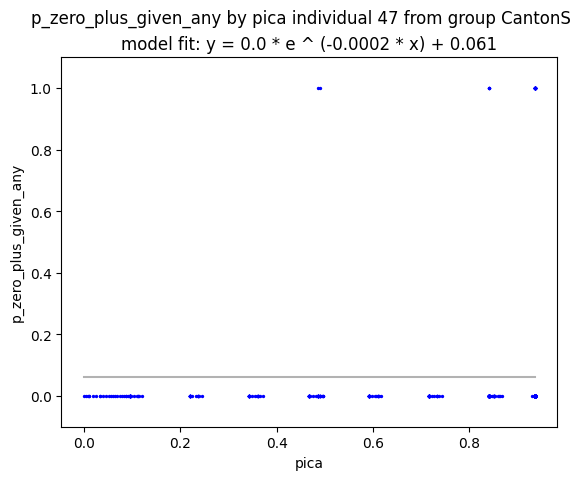 p_zero_plus_given_any by pica individual 47 from group CantonS
model fit: y = 0.0 * e ^ (-0.0002 * x) + 0.061
1.0
0.8
0.6
0.4
0.2
0.0
p_zero_plus_given_any
0.0 0.2 0.4 0.6 0.8
pica